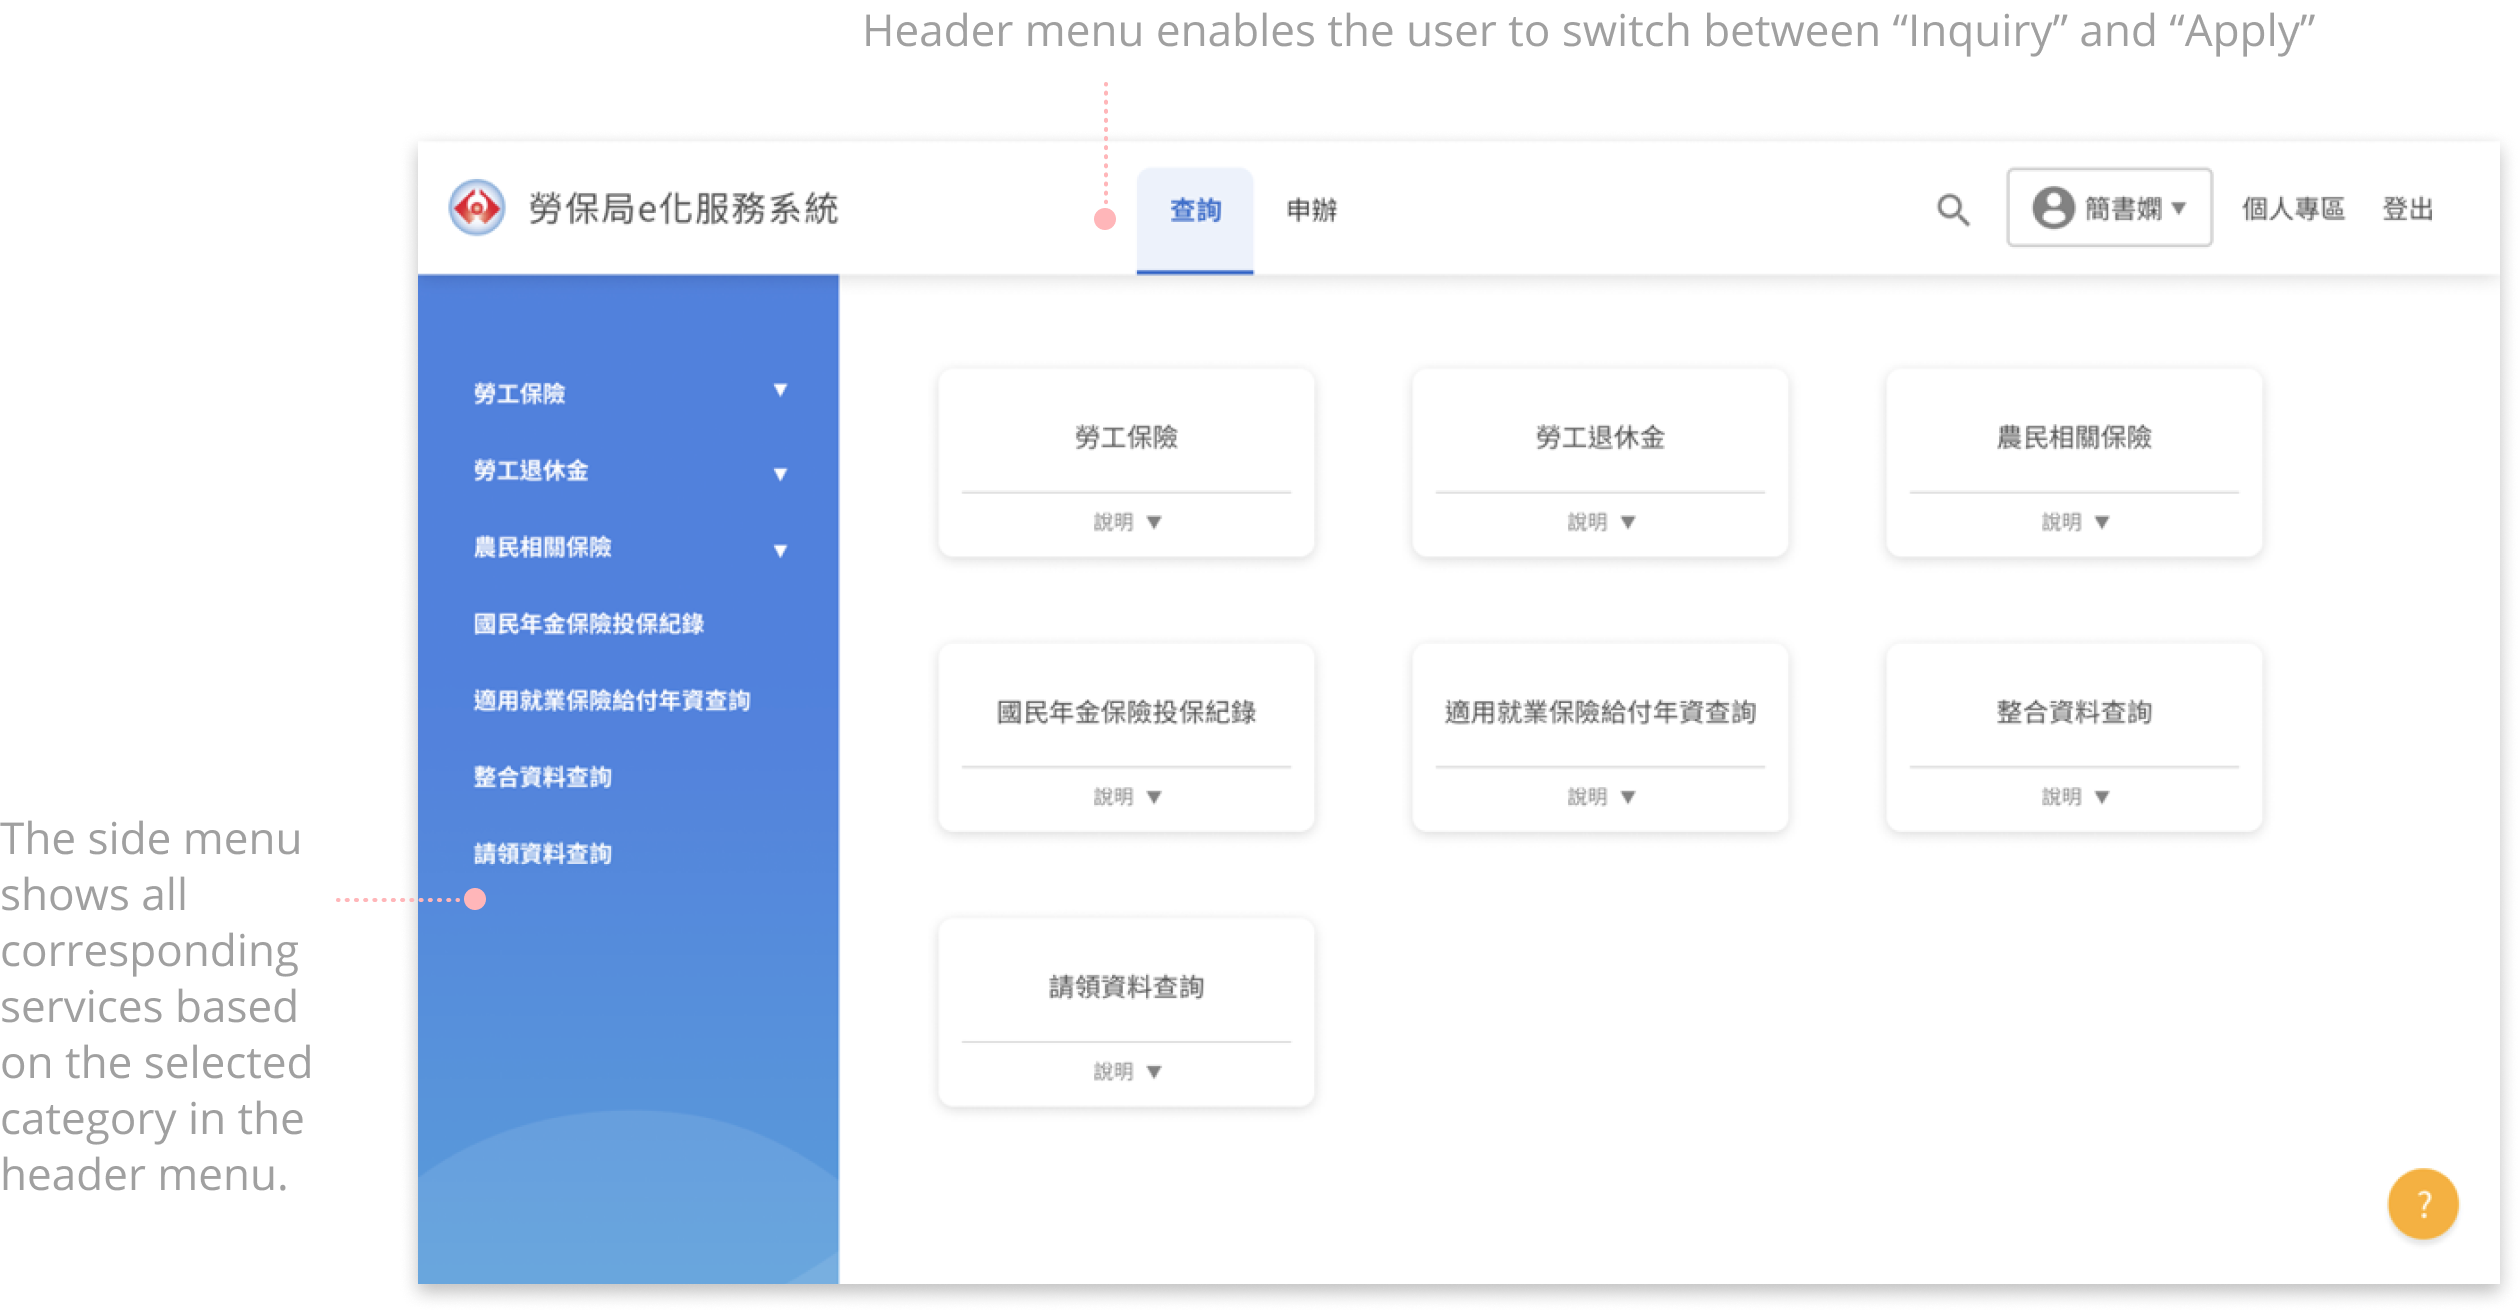 Header menu enables the user to switch between “Inquiry” and “Apply”
勞保局e化服務系統
查詢
申辦
簡書嫻
個人專區
登出
勞工保險
勞工退休金
農民相關保險
國民年金保險投保紀錄
適用就業保險給付年資查詢
整合資料查詢
請領資料查詢
勞工保險
說明
勞工退休金
說明
農民相關保險
說明
國民年金保險投保紀錄
說明
適用就業保險給付年資查詢
說明
整合資料查詢
說明
請領資料查詢
說明
?
The side menu
shows all
corresponding
services based
on the selected
category in the
header menu.